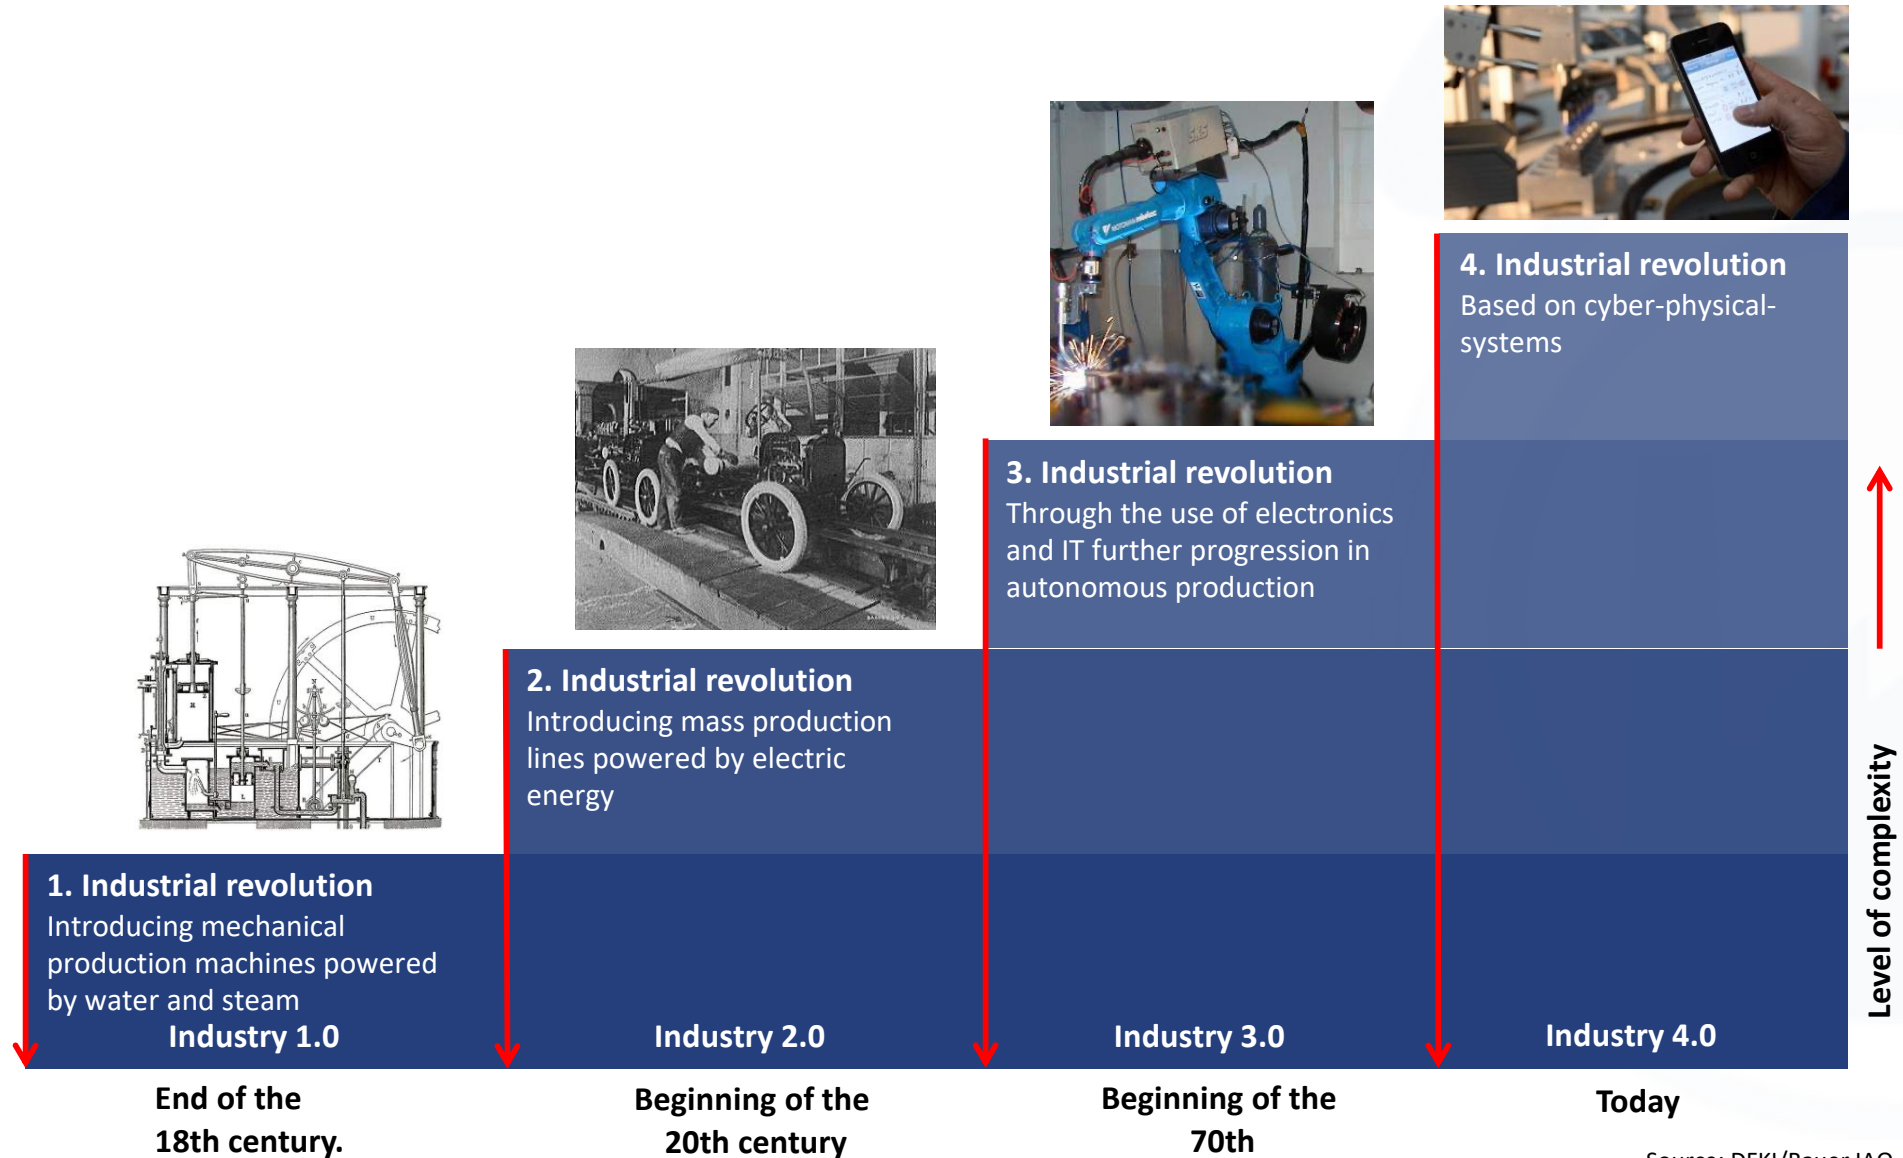 4. Industrial revolution
Based on cyber-physical-
systems
3. Industrial revolution
Through the use of electronics
and IT further progression in
autonomous production
2. Industrial revolution
Introducing mass production
lines powered by electric
energy
1. Industrial revolution
Introducing mechanical
production machines powered
by water and steam
Industry 1.0
Industry 2.0
Industry 3.0
Industry 4.0
End of the
18th century.
Beginning of the
20th century
Beginning of the
70th
Today
Level of complexity
SKS
MOTOMAN